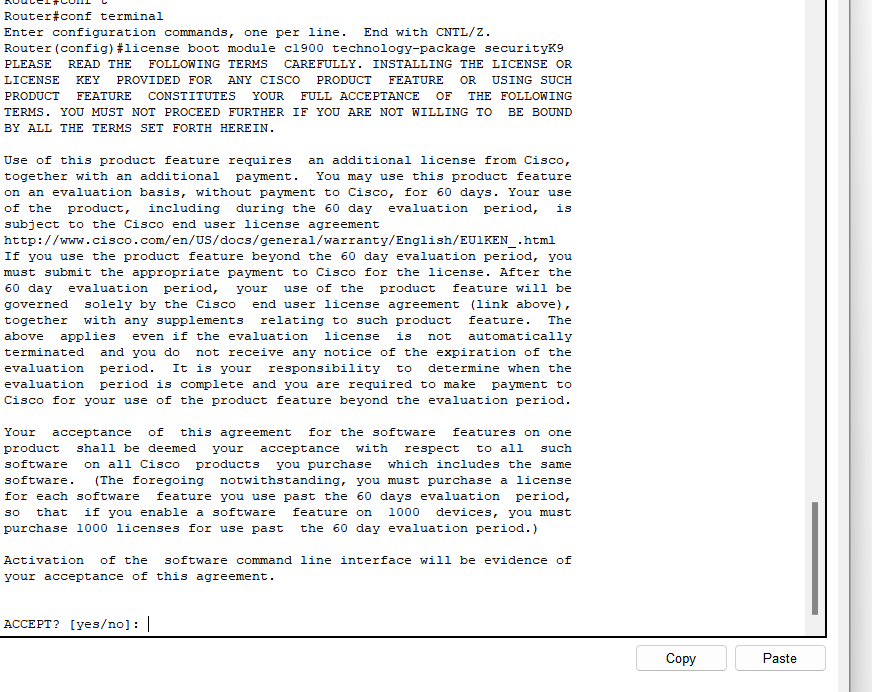 Router#conf t
Router#conf terminal
Enter configuration commands, one per line.  End with CNTL/Z.
Router(config)#license boot module c1900 technology-package securityK9
PLEASE  READ THE  FOLLOWING TERMS  CAREFULLY. INSTALLING THE LICENSE OR
LICENSE  KEY  PROVIDED FOR  ANY CISCO  PRODUCT  FEATURE  OR  USING SUCH
PRODUCT  FEATURE  CONSTITUTES  YOUR  FULL ACCEPTANCE  OF  THE FOLLOWING
TERMS. YOU MUST NOT PROCEED FURTHER IF YOU ARE NOT WILLING TO  BE BOUND
BY ALL THE TERMS SET FORTH HEREIN.

Use of this product feature requires  an additional license from Cisco,
together with an additional  payment.  You may use this product feature
on an evaluation basis, without payment to Cisco, for 60 days. Your use
of the  product,  including  during the 60 day  evaluation  period,  is
subject to the Cisco end user license agreement
http://www.cisco.com/en/US/docs/general/warranty/English/EU1KEN_.html
If you use the product feature beyond the 60 day evaluation period, you
must submit the appropriate payment to Cisco for the license. After the
60 day  evaluation  period,  your  use of the  product  feature will be
governed  solely by the Cisco  end user license agreement (link above),
together  with any supplements  relating to such product  feature.  The
above  applies  even if the evaluation  license  is  not  automatically
terminated  and you do  not receive any notice of the expiration of the
evaluation  period.  It is your  responsibility  to  determine when the
evaluation  period is complete and you are required to make  payment to
Cisco for your use of the product feature beyond the evaluation period.

Your  acceptance  of  this agreement  for the software  features on one
product  shall be deemed  your  acceptance  with  respect  to all  such
software  on all Cisco  products  you purchase  which includes the same
software.  (The foregoing  notwithstanding, you must purchase a license
for each software  feature you use past the 60 days evaluation  period,
so  that  if you enable a software  feature on  1000  devices, you must
purchase 1000 licenses for use past  the 60 day evaluation period.)

Activation  of the  software command line interface will be evidence of
your acceptance of this agreement.

ACCEPT? [yes/no]:
Copy Paste